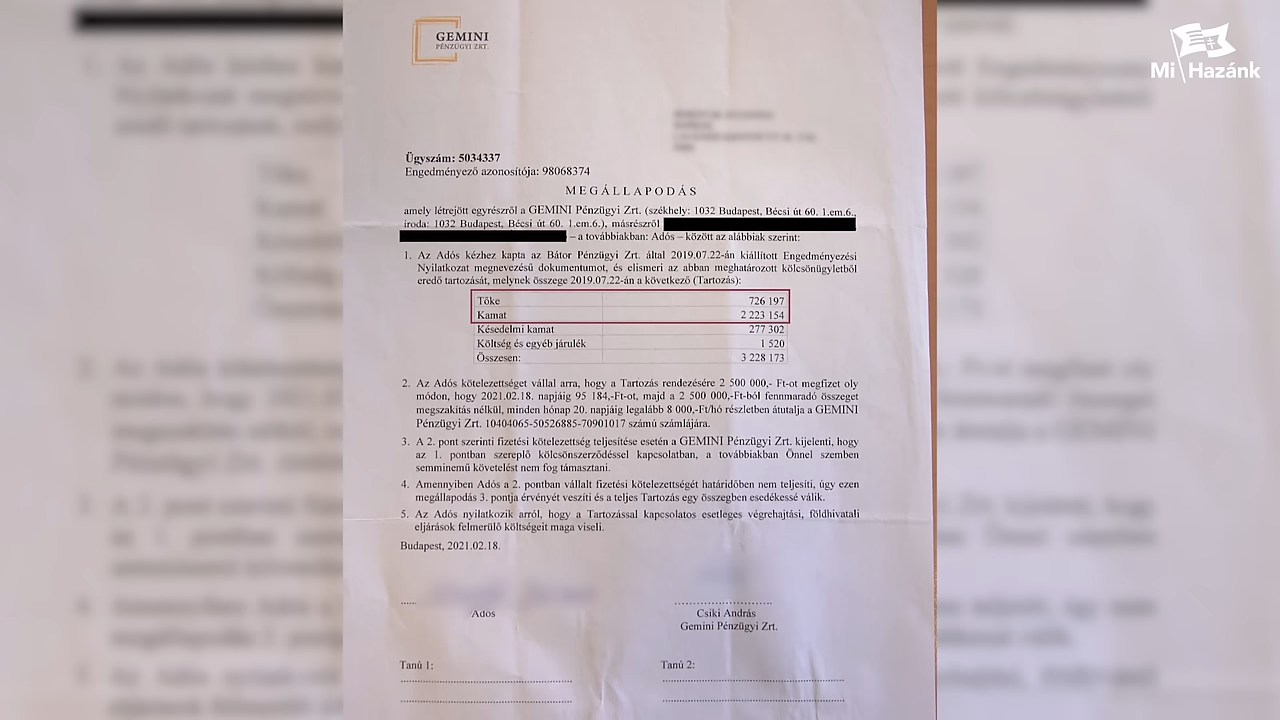 GEMINI
PÉNZÜGYI ZRT.
Mi Hazánk
Ügyszám: 5034337
Engedményező azonosítója: 98068374
MEGÁLLAPODÁS
amely létrejött egyrészről a GEMINI Pénzügyi Zrt. (székhely: 1032 Budapest, Bécsi út 60. 1.em.6.,
iroda: 1032 Budapest, Bécsi út 60. 1.em.6.), másrészről
– a továbbiakban: Adós – között az alábbiak szerint:
1. Az Adós kézhez kapta az Bátor Pénzügyi Zrt. által 2019.07.22-án kiállított Engedményezési
Nyilatkozat megnevezésű dokumentumot, és elismeri az abban meghatározott kölcsönügyletből
eredő tartozását, melynek összege 2019.07.22-án a következő (Tartozás):
Tőke 726 197
Kamat 2 223 154
Késedelmi kamat 277 302
Költség és egyéb járulék 1 520
Összesen: 3 228 173
2. Az Adós kötelezettséget vállal arra, hogy a Tartozás rendezésére 2 500 000,- Ft-ot megfizet oly
módon, hogy 2021.02.18. napjáig 95 184,-Ft-ot, majd a 2 500 000,-Ft-ból fennmaradó összeget
megszakítás nélkül, minden hónap 20. napjáig legalább 8 000,-Ft/hó részletben átutalja a GEMINI
Pénzügyi Zrt. 10404065-50526885-70901017 számú számlájára.
3. A 2. pont szerinti fizetési kötelezettség teljesítése esetén a GEMINI Pénzügyi Zrt. kijelenti, hogy
az 1. pontban szereplő kölcsönszerződéssel kapcsolatban, a továbbiakban Önnel szemben
semminemű követelést nem fog támasztani.
4. Amennyiben Adós a 2. pontban vállalt fizetési kötelezettségét határidőben nem teljesíti, úgy ezen
megállapodás 3. pontja érvényét veszíti és a teljes Tartozás egy összegben esedékessé válik.
5. Az Adós nyilatkozik arról, hogy a Tartozással kapcsolatos esetleges végrehajtási, földhivatali
eljárások felmerülő költségeit maga viseli.
Budapest, 2021.02.18.
Adós
Csiki András
Gemini Pénzügyi Zrt.
Tanú 1:
Tanú 2: